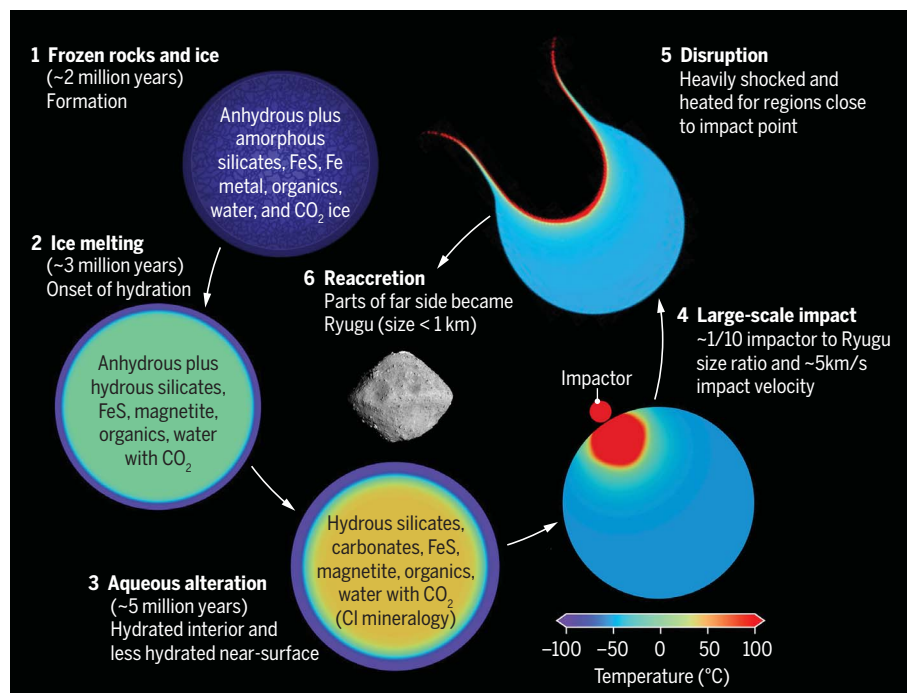 1 Frozen rocks and ice
(~2 million years)
Formation
Anhydrous plus
amorphous
silicates, FeS, Fe
metal, organics,
water, and CO₂ ice
2 Ice melting
(~3 million years)
Onset of hydration
Anhydrous plus
hydrous silicates,
FeS, magnetite,
organics, water
with CO₂
3 Aqueous alteration
(~5 million years)
Hydrated interior and
less hydrated near-surface
Hydrous silicates,
carbonates, FeS,
magnetite, organics,
water with CO₂
(CI mineralogy)
4 Large-scale impact
~1/10 impactor to Ryugu
size ratio and ~5km/s
impact velocity
Impactor
5 Disruption
Heavily shocked and
heated for regions close
to impact point
6 Reaccretion
Parts of far side became
Ryugu (size < 1 km)
−100 −50 0 50 100
Temperature (°C)